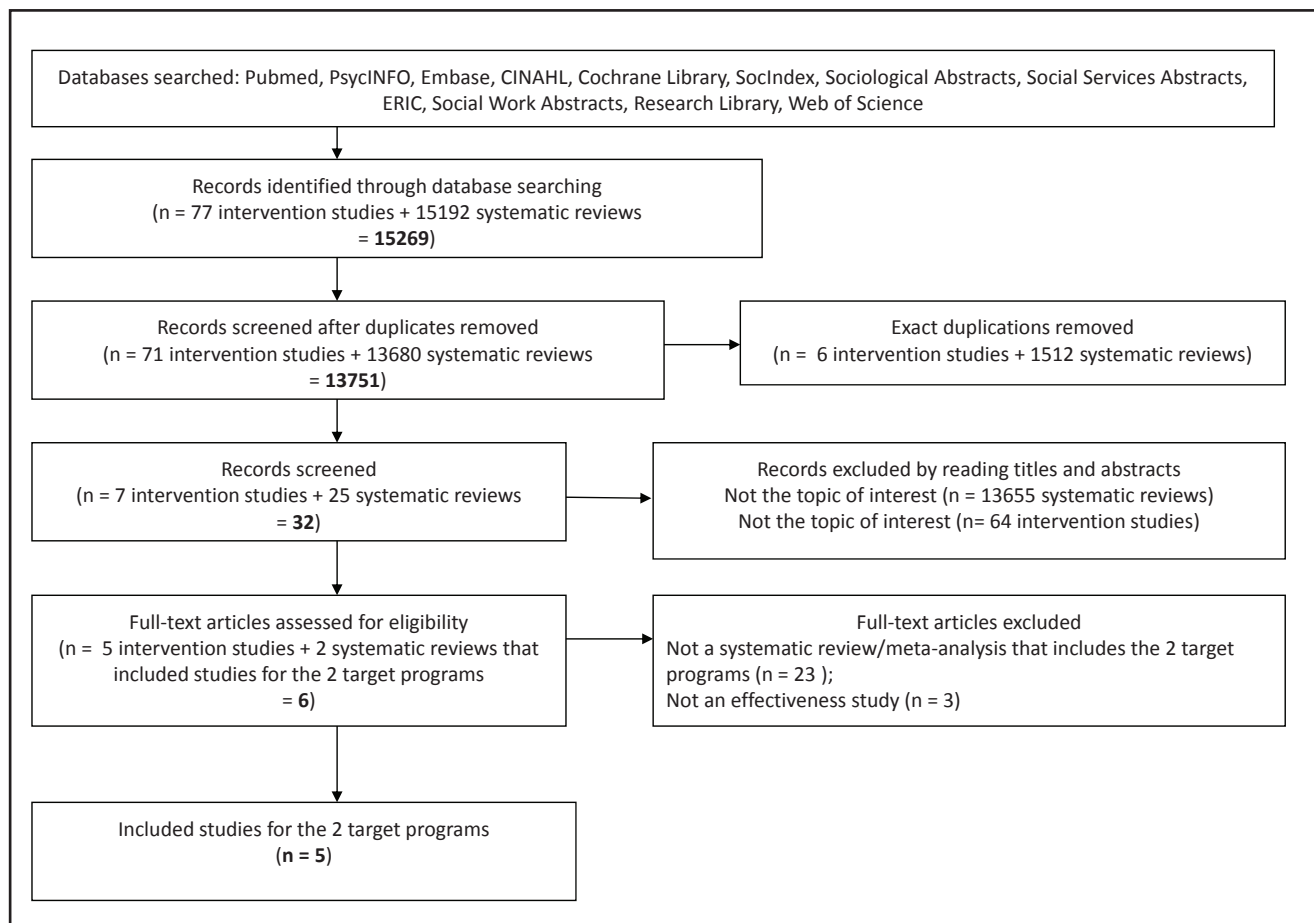 Databases searched: Pubmed, PsycINFO, Embase, CINAHL, Cochrane Library, SocIndex, Sociological Abstracts, Social Services Abstracts,
ERIC, Social Work Abstracts, Research Library, Web of Science
Records identified through database searching
(n = 77 intervention studies + 15192 systematic reviews
= 15269)
Records screened after duplicates removed
(n = 71 intervention studies + 13680 systematic reviews
= 13751)
Exact duplications removed
(n = 6 intervention studies + 1512 systematic reviews)
Records screened
(n = 7 intervention studies + 25 systematic reviews
= 32)
Records excluded by reading titles and abstracts
Not the topic of interest (n = 13655 systematic reviews)
Not the topic of interest (n= 64 intervention studies)
Full-text articles assessed for eligibility
(n = 5 intervention studies + 2 systematic reviews that
included studies for the 2 target programs
= 6)
Full-text articles excluded
Not a systematic review/meta-analysis that includes the 2 target
programs (n = 23 );
Not an effectiveness study (n = 3)
Included studies for the 2 target programs
(n = 5)